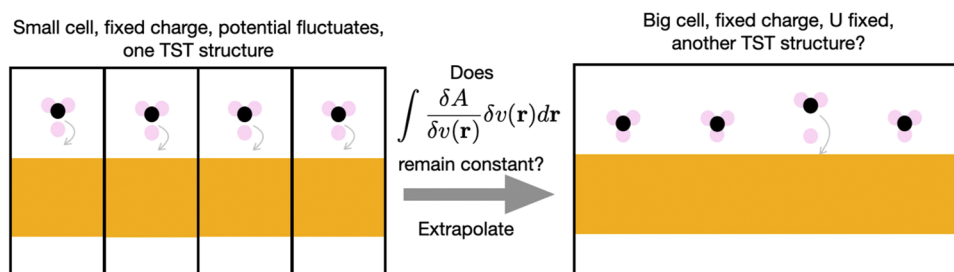 Small cell, fixed charge, potential fluctuates,
one TST structure
Does
∫ δA/δv(r) δv(r)dr
remain constant?
Extrapolate
Big cell, fixed charge, U fixed,
another TST structure?